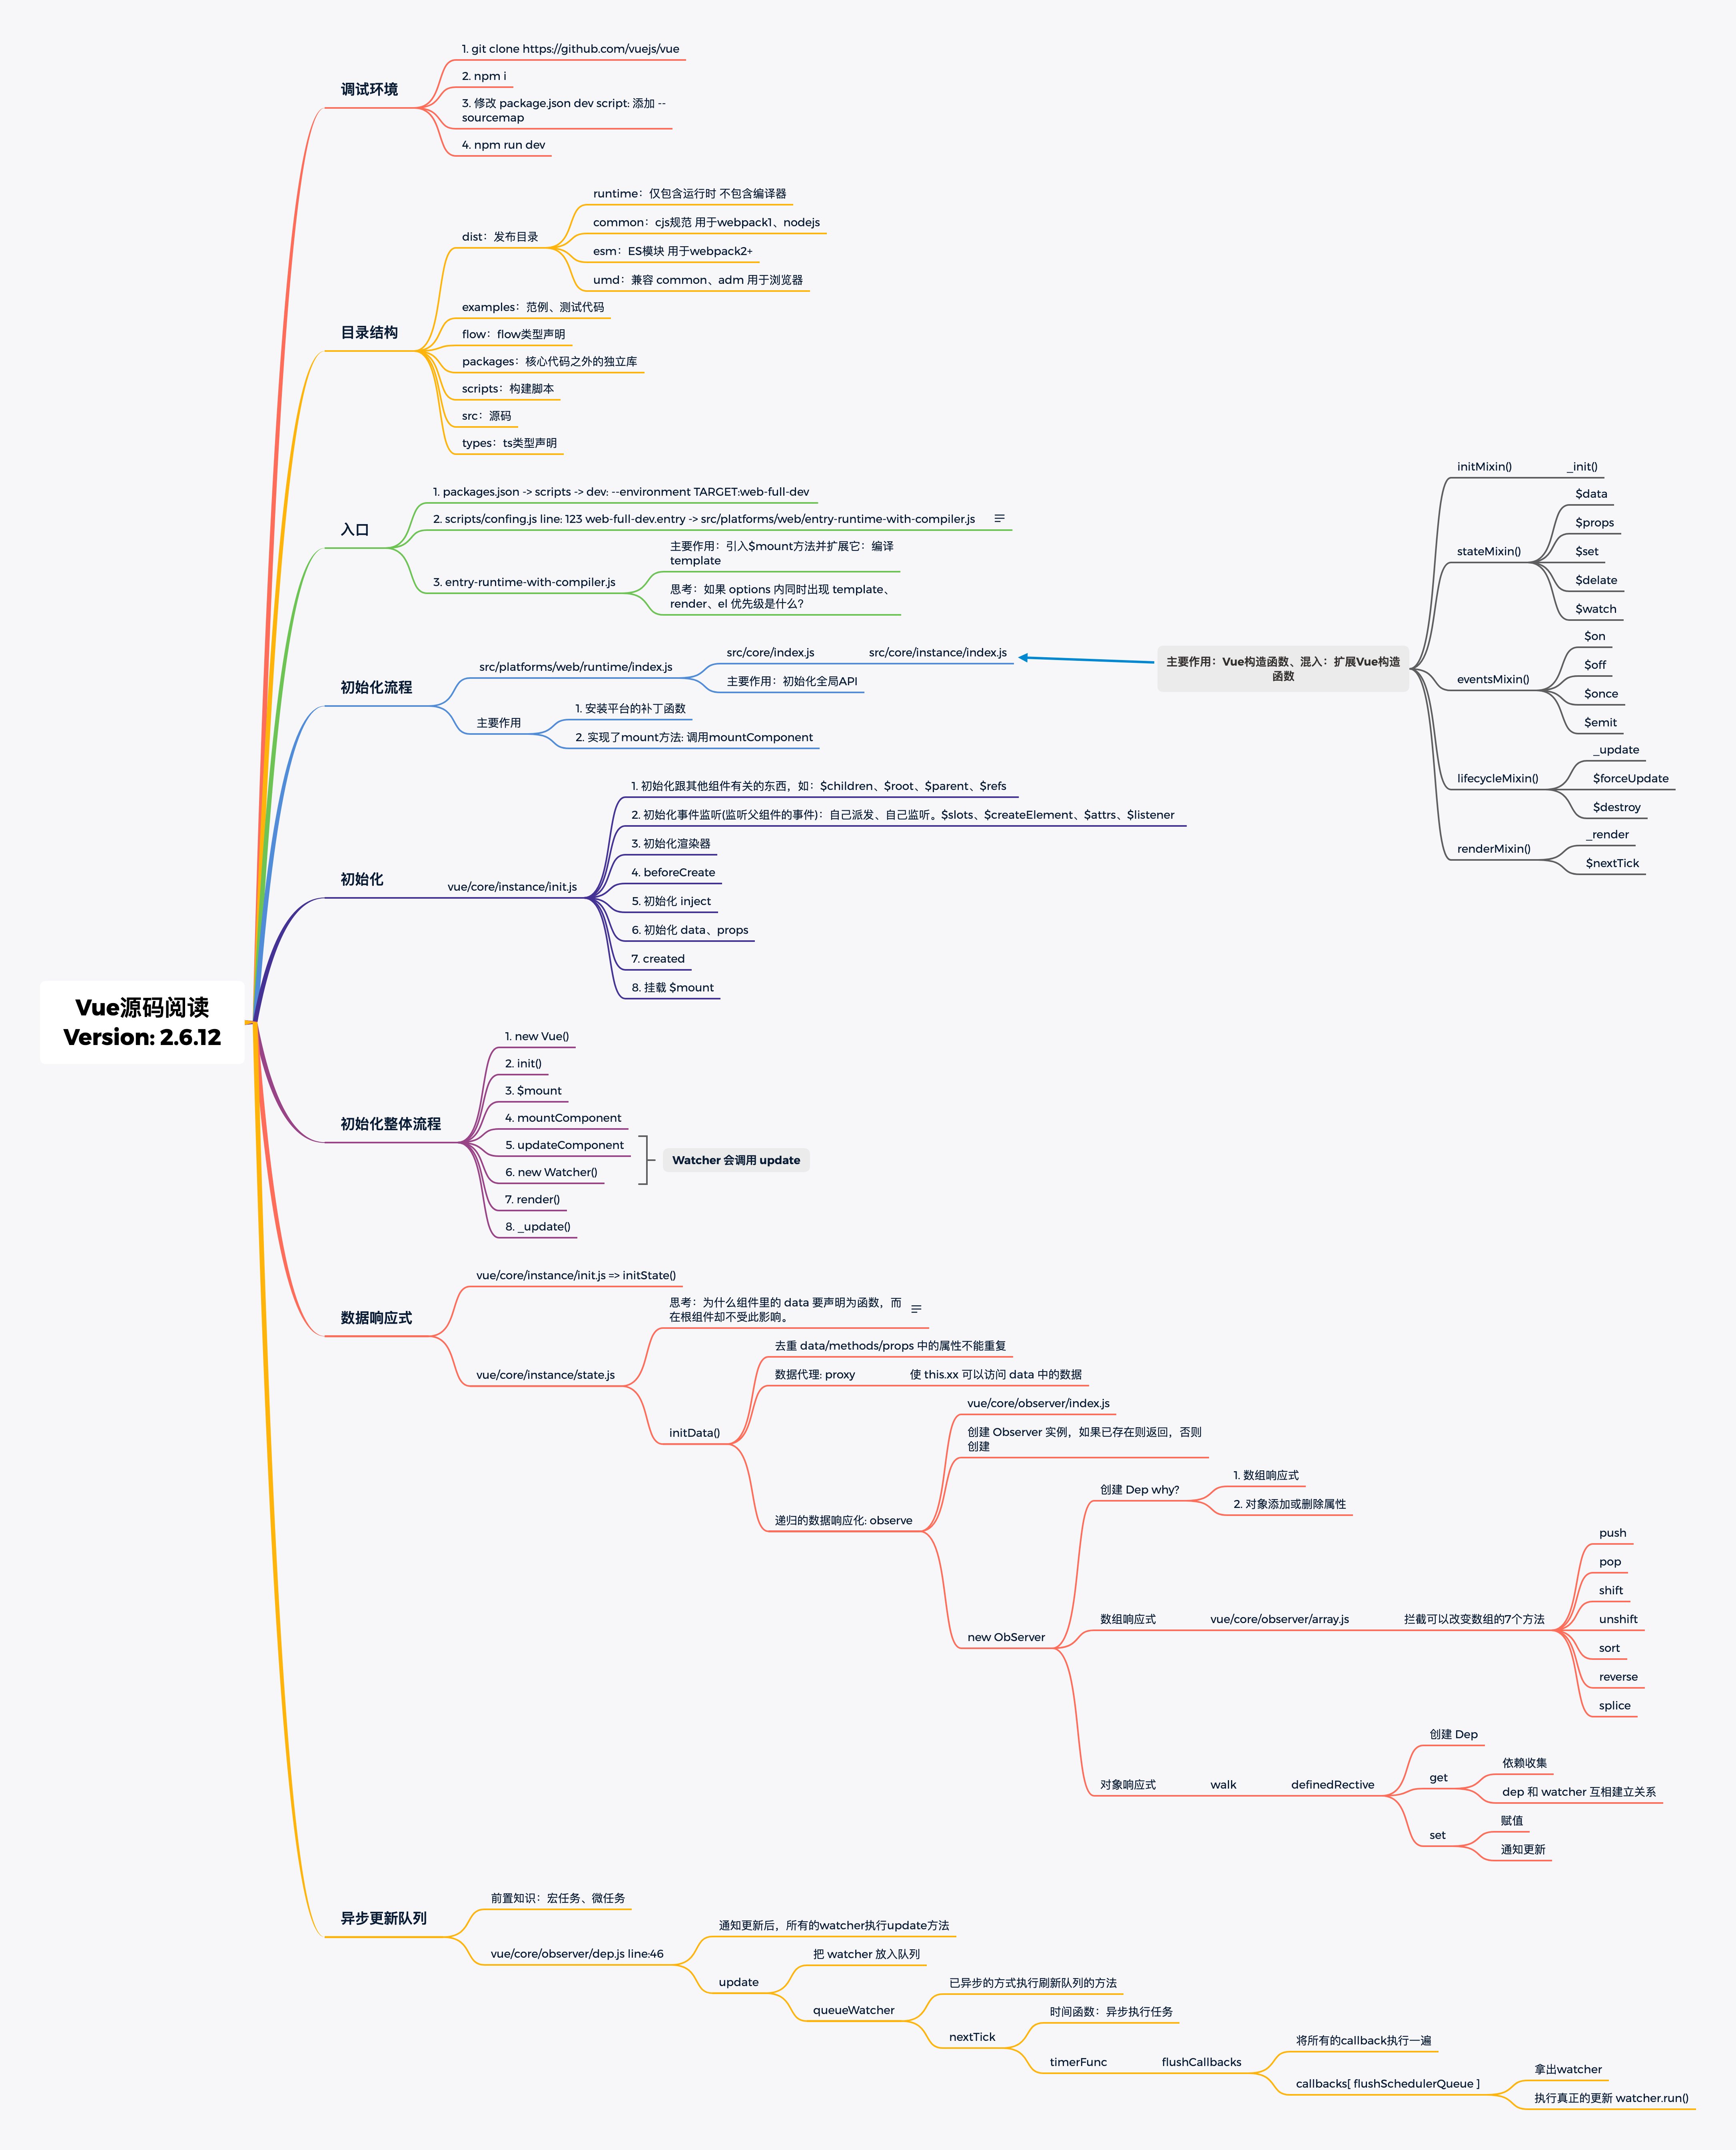 Vue源码阅读
Version: 2.6.12
调试环境
1. git clone https://github.com/vuejs/vue
2. npm i
3. 修改 package.json dev script: 添加 --
sourcemap
4. npm run dev
目录结构
dist：发布目录
runtime：仅包含运行时 不包含编译器
common：cjs规范 用于webpack1、nodejs
esm：ES模块 用于webpack2+
umd：兼容 common、adm 用于浏览器
examples：范例、测试代码
flow：flow类型声明
packages：核心代码之外的独立库
scripts：构建脚本
src：源码
types：ts类型声明
入口
1. packages.json -> scripts -> dev: --environment TARGET:web-full-dev
2. scripts/confing.js line: 123 web-full-dev.entry -> src/platforms/web/entry-runtime-with-compiler.js
3. entry-runtime-with-compiler.js
主要作用：引入$mount方法并扩展它：编译
template
思考：如果 options 内同时出现 template、
render、el 优先级是什么？
初始化流程
src/platforms/web/runtime/index.js
src/core/index.js
src/core/instance/index.js
主要作用：初始化全局API
主要作用
1. 安装平台的补丁函数
2. 实现了mount方法: 调用mountComponent
主要作用：Vue构造函数、混入：扩展Vue构造
函数
initMixin()
_init()
stateMixin()
$data
$props
$set
$delate
$watch
eventsMixin()
$on
$off
$once
$emit
lifecycleMixin()
_update
$forceUpdate
$destroy
renderMixin()
_render
$nextTick
初始化
vue/core/instance/init.js
1. 初始化跟其他组件有关的东西，如：$children、$root、$parent、$refs
2. 初始化事件监听(监听父组件的事件)：自己派发、自己监听。$slots、$createElement、$attrs、$listener
3. 初始化渲染器
4. beforeCreate
5. 初始化 inject
6. 初始化 data、props
7. created
8. 挂载 $mount
初始化整体流程
1. new Vue()
2. init()
3. $mount
4. mountComponent
5. updateComponent
6. new Watcher()
7. render()
8. _update()
Watcher 会调用 update
数据响应式
vue/core/instance/init.js => initState()
vue/core/instance/state.js
思考：为什么组件里的 data 要声明为函数，而
在根组件却不受此影响。
initData()
去重 data/methods/props 中的属性不能重复
数据代理: proxy
使 this.xx 可以访问 data 中的数据
递归的数据响应化: observe
vue/core/observer/index.js
创建 Observer 实例，如果已存在则返回，否则
创建
new ObServer
创建 Dep why?
1. 数组响应式
2. 对象添加或删除属性
数组响应式
vue/core/observer/array.js
拦截可以改变数组的7个方法
push
pop
shift
unshift
sort
reverse
splice
对象响应式
walk
definedRective
创建 Dep
get
依赖收集
dep 和 watcher 互相建立关系
set
赋值
通知更新
异步更新队列
前置知识：宏任务、微任务
vue/core/observer/dep.js line:46
通知更新后，所有的watcher执行update方法
update
把 watcher 放入队列
queueWatcher
已异步的方式执行刷新队列的方法
nextTick
时间函数：异步执行任务
timerFunc
flushCallbacks
将所有的callback执行一遍
callbacks[ flushSchedulerQueue ]
拿出watcher
执行真正的更新 watcher.run()